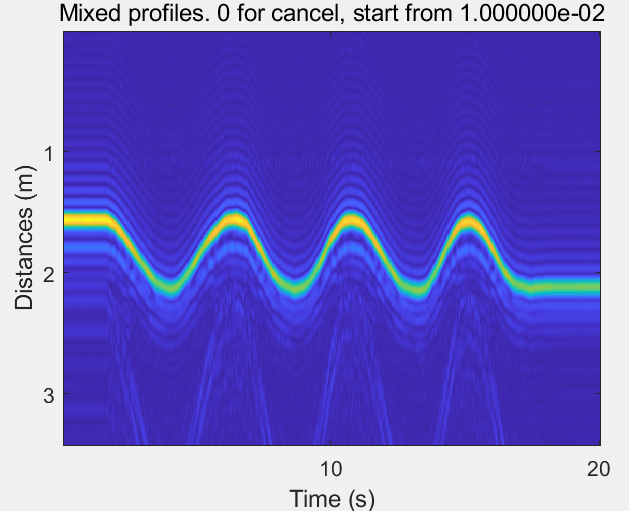 Mixed profiles. 0 for cancel, start from 1.000000e-02
Distances (m)
1
2
3
10
20
Time (s)